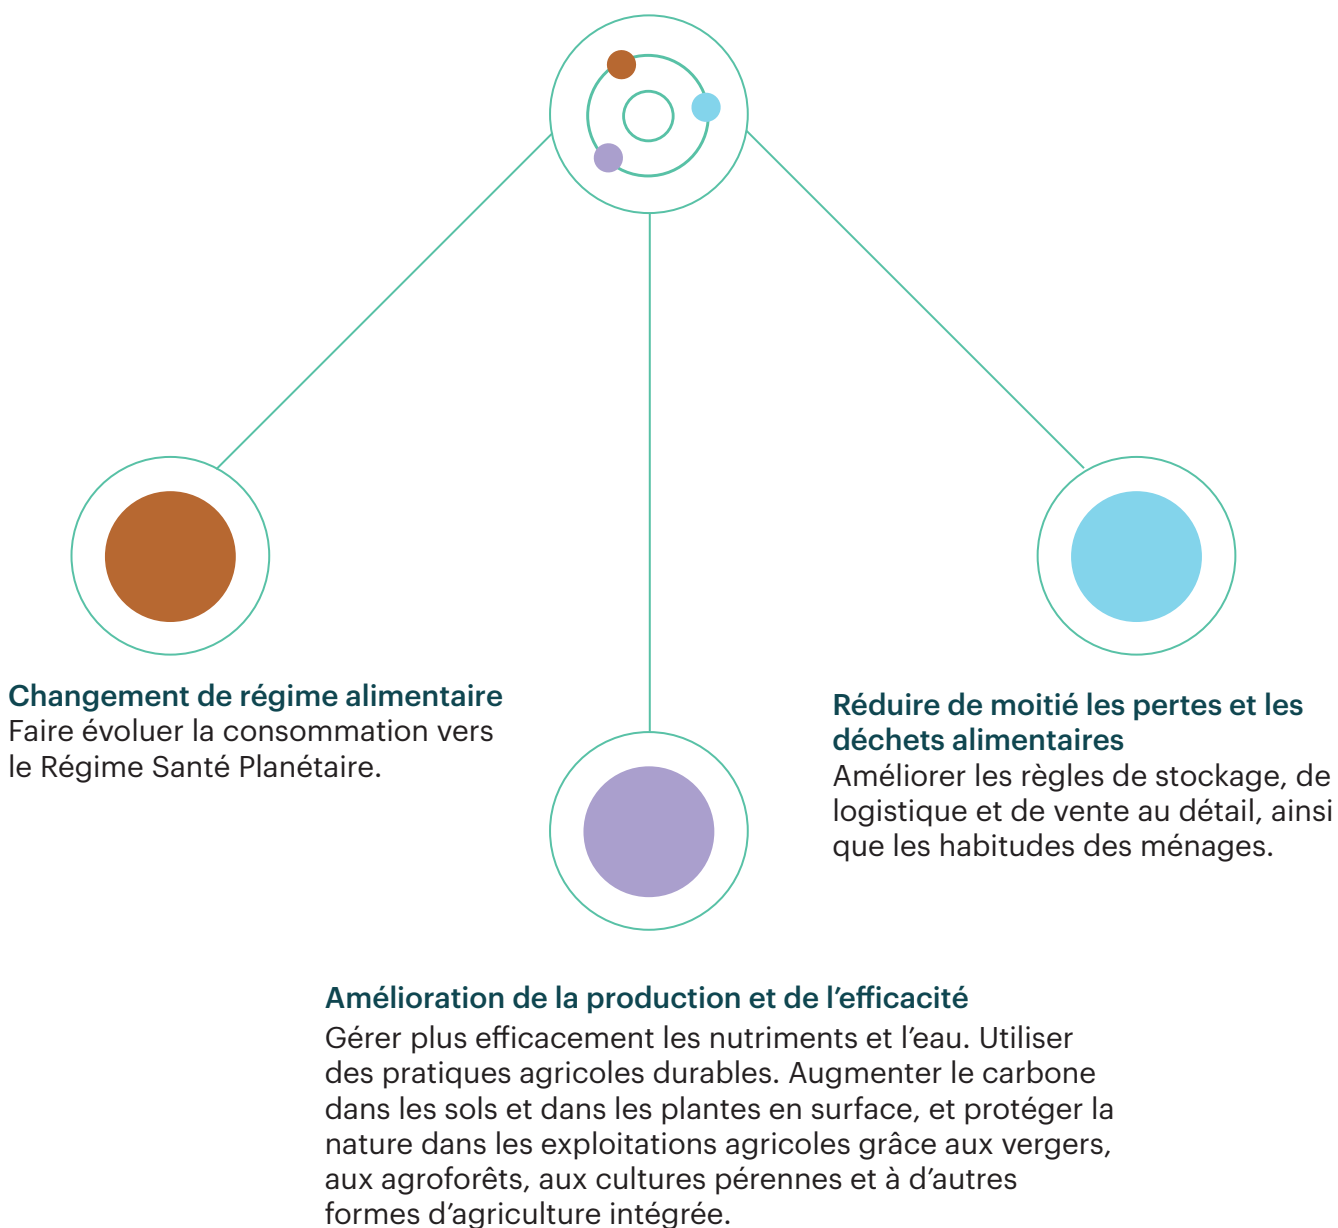 Changement de régime alimentaire
Faire évoluer la consommation vers
le Régime Santé Planétaire.
Réduire de moitié les pertes et les
déchets alimentaires
Améliorer les règles de stockage, de
logistique et de vente au détail, ainsi
que les habitudes des ménages.
Amélioration de la production et de l’efficacité
Gérer plus efficacement les nutriments et l’eau. Utiliser
des pratiques agricoles durables. Augmenter le carbone
dans les sols et dans les plantes en surface, et protéger la
nature dans les exploitations agricoles grâce aux vergers,
aux agroforêts, aux cultures pérennes et à d’autres
formes d’agriculture intégrée.